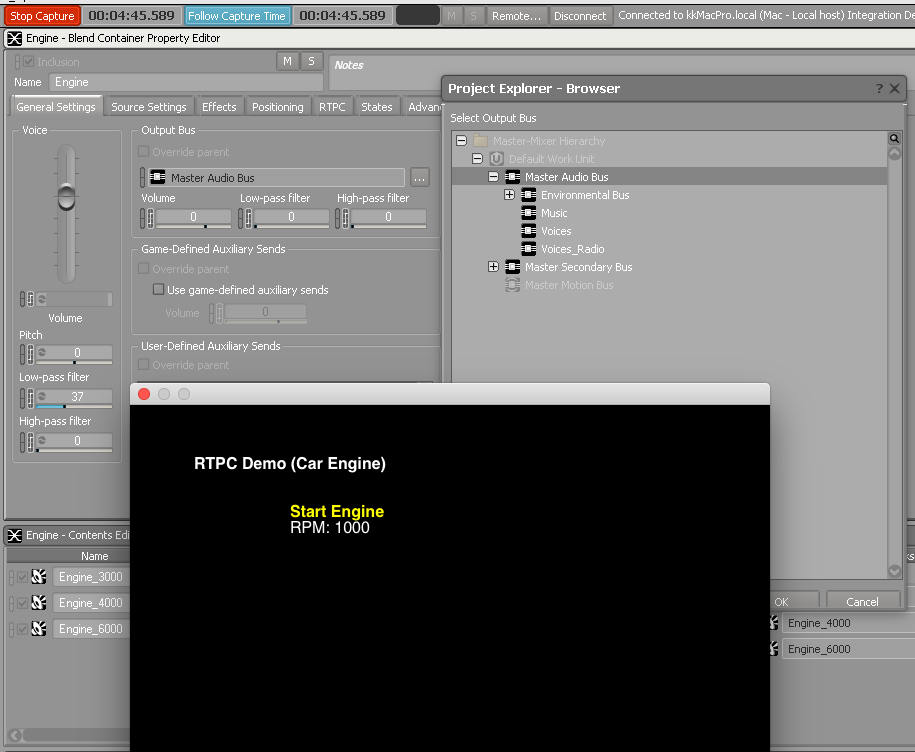 Stop Capture 00:04:45.589 Follow Capture Time 00:04:45.589 M S Remote... Disconnect Connected to kkMacPro.local (Mac - Local host) Integration De
Engine - Blend Container Property Editor
Inclusion M S Notes
Name Engine
General Settings Source Settings Effects Positioning RTPC States Advan
Voice
Volume
Pitch
0
Low-pass filter
37
High-pass filter
0
Output Bus
Override parent
Master Audio Bus ...
Volume Low-pass filter High-pass filter
0 0 0
Game-Defined Auxiliary Sends
Override parent
Use game-defined auxiliary sends
Volume 0
User-Defined Auxiliary Sends
Override parent
Project Explorer - Browser ?
Select Output Bus
Master-Mixer Hierarchy
Default Work Unit
Master Audio Bus
Environmental Bus
Music
Voices
Voices_Radio
Master Secondary Bus
Master Motion Bus
OK Cancel
RTPC Demo (Car Engine)
Start Engine
RPM: 1000
Engine - Contents Edi
Name
Engine_3000
Engine_4000
Engine_6000
Engine_4000
Engine_6000